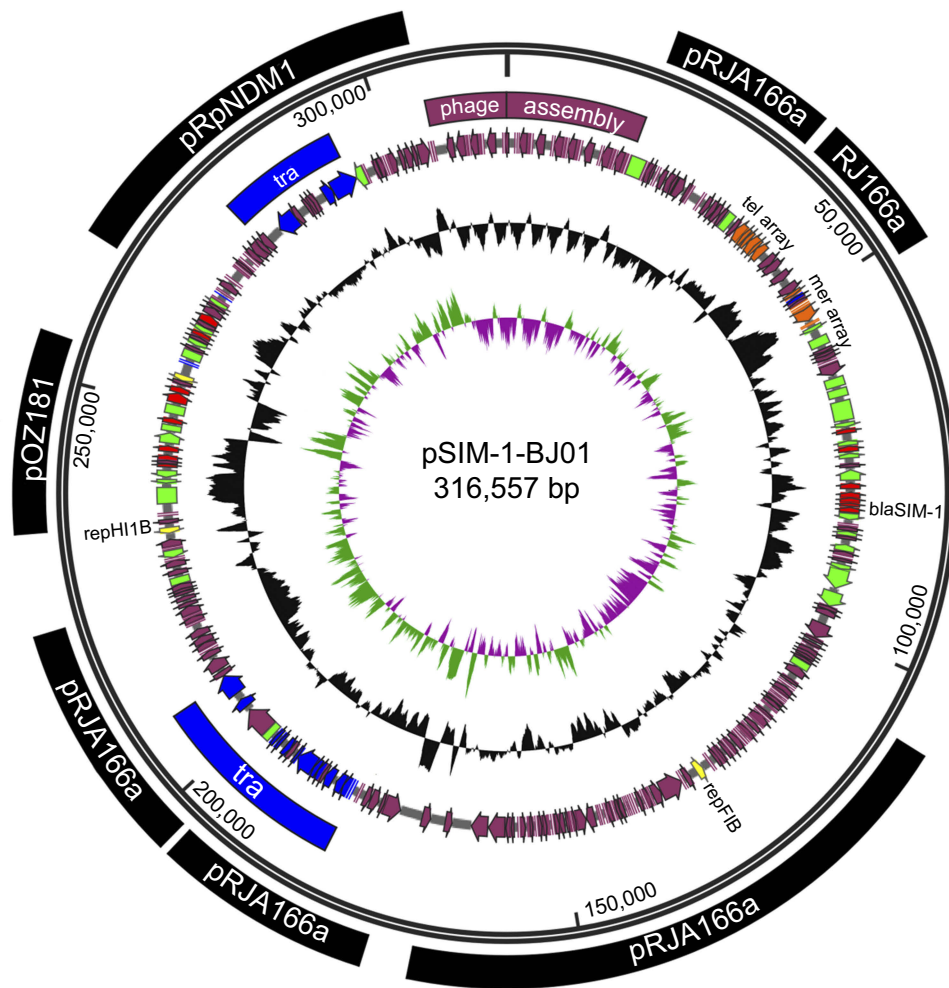 pRpNDM1
pRJA166a
RJ166a
300,000
phage
assembly
tra
tel array
50,000
mer array
pOZ181
250,000
pSIM-1-BJ01
316,557 bp
blaSIM-1
repHI1B
100,000
pRJA166a
tra
200,000
repFIB
pRJA166a
150,000
pRJA166a